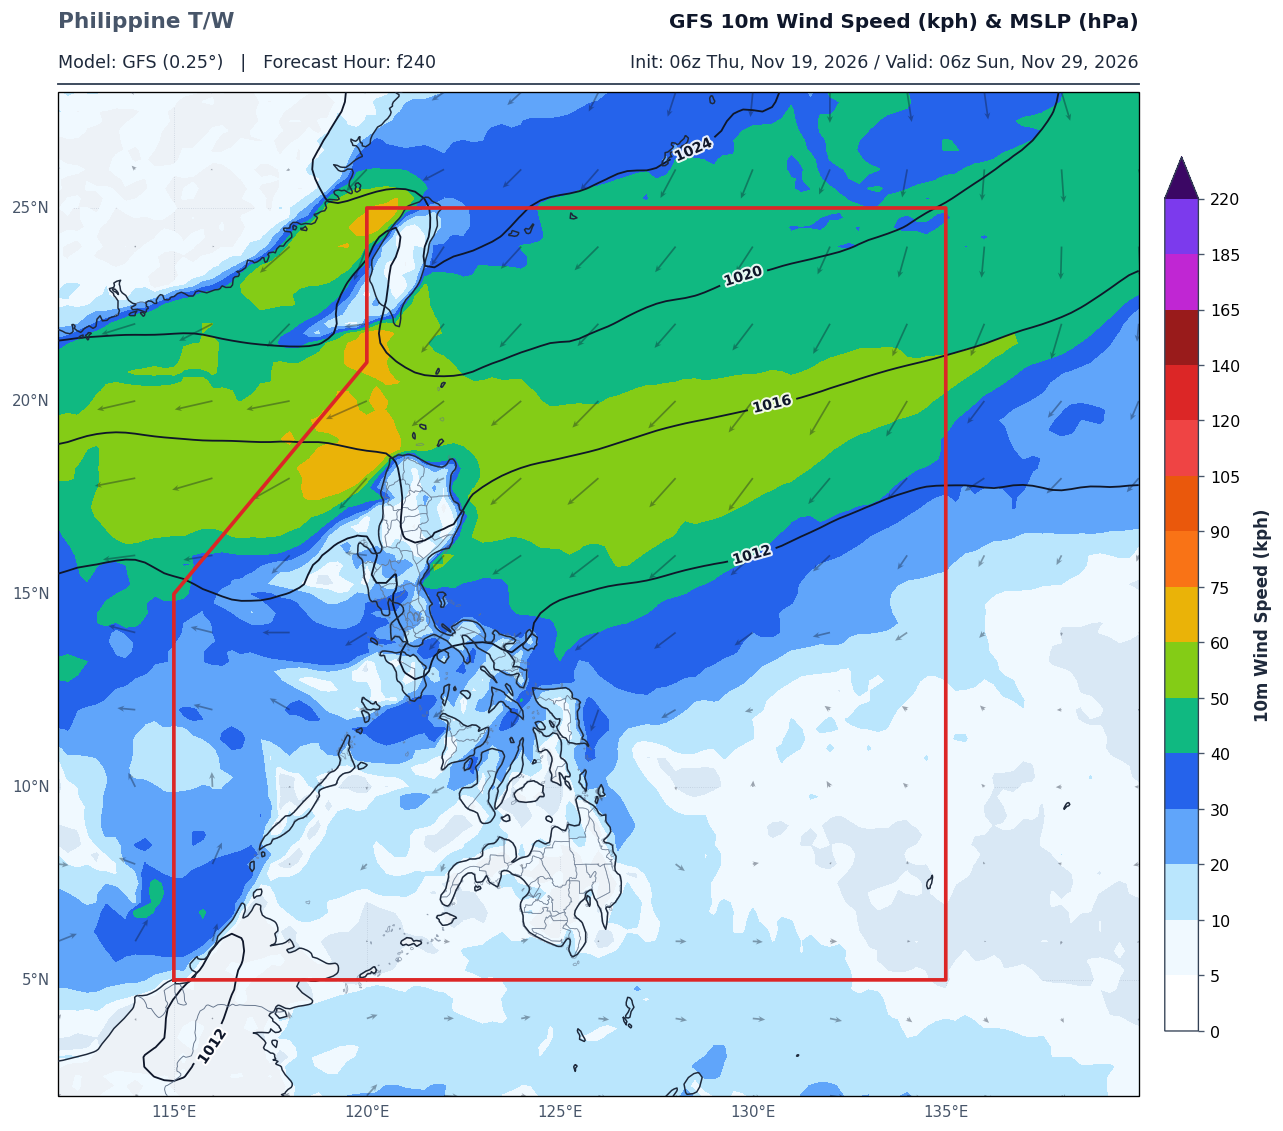 Philippine T/W
GFS 10m Wind Speed (kph) & MSLP (hPa)
Model: GFS (0.25°)   |   Forecast Hour: f240
Init: 06z Thu, Nov 19, 2026 / Valid: 06z Sun, Nov 29, 2026
1024
1020
1016
1012
1012
25°N
20°N
15°N
10°N
5°N
115°E
120°E
125°E
130°E
135°E
220
185
165
140
120
105
90
75
60
50
40
30
20
10
5
0
10m Wind Speed (kph)